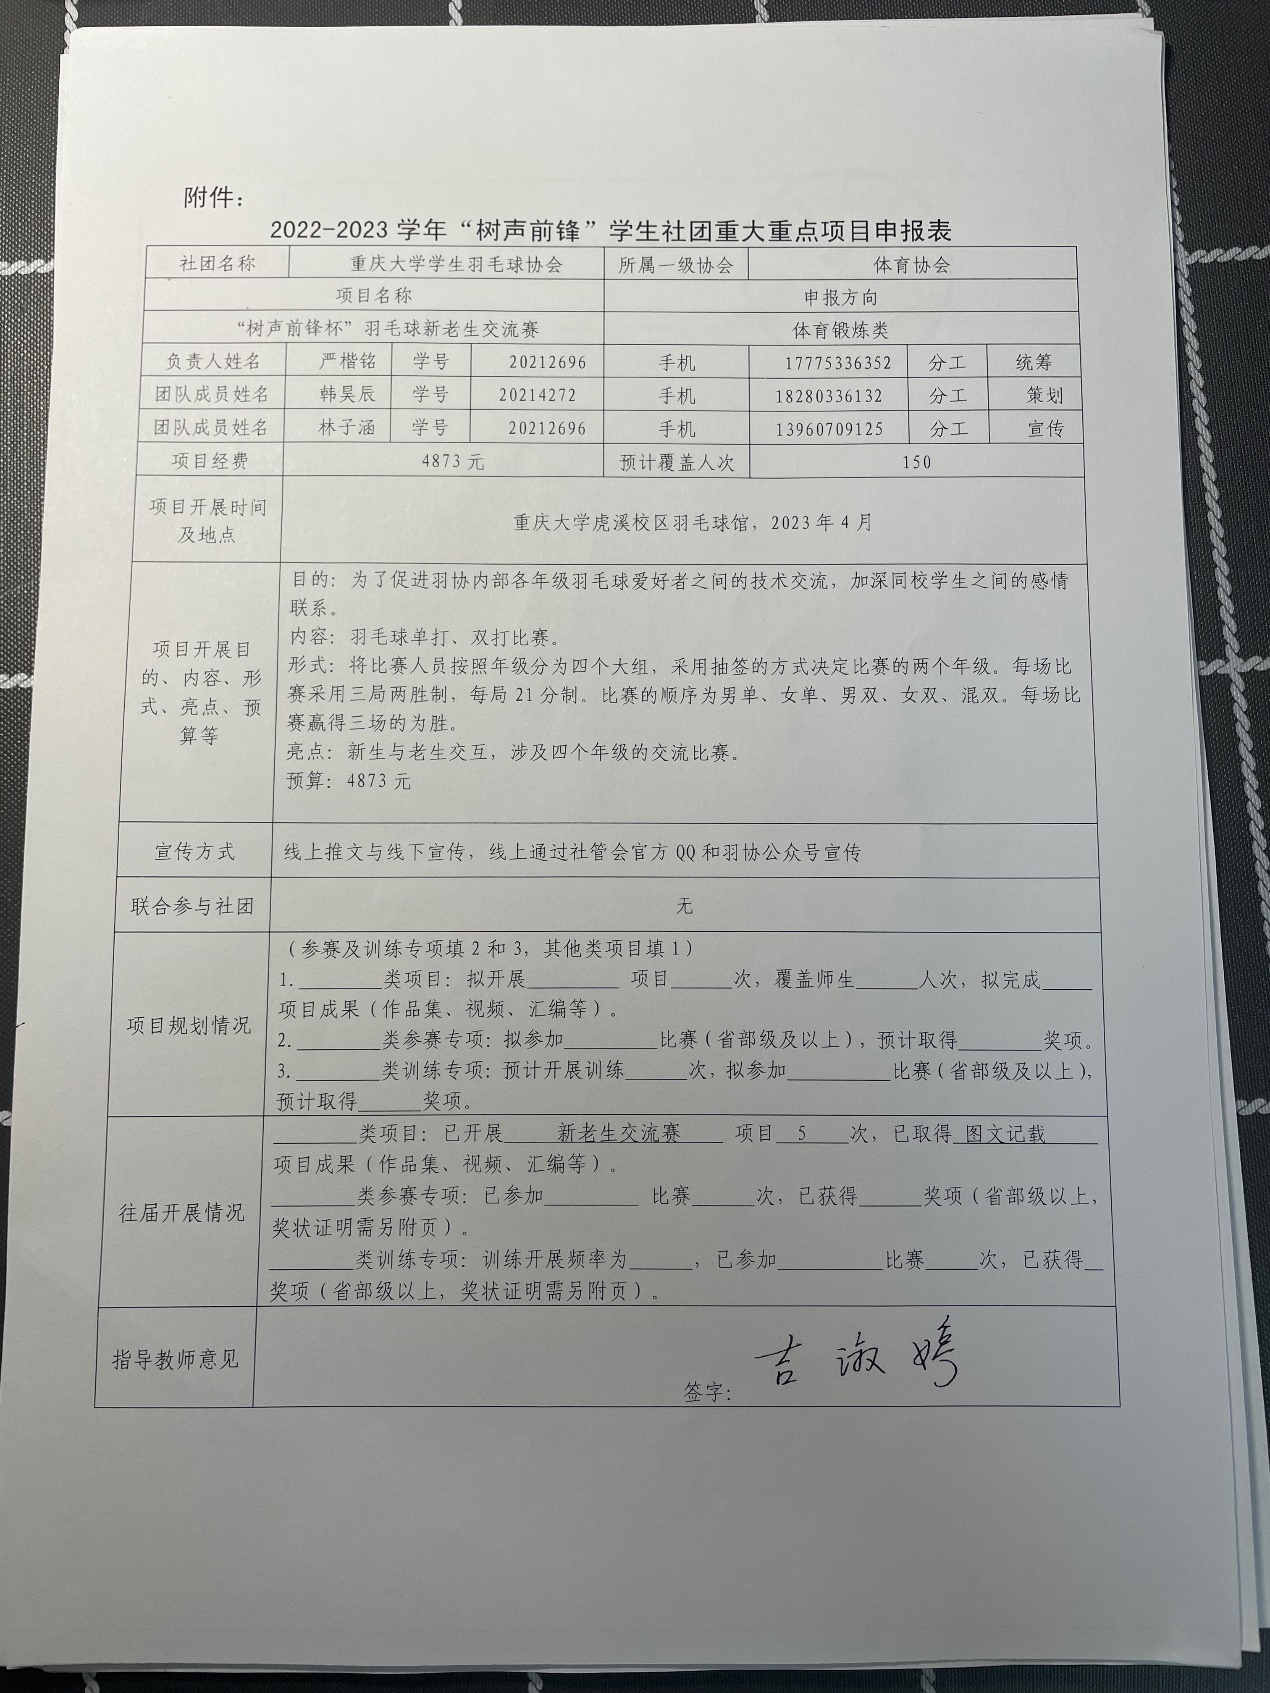 附件：
2022-2023 学年“树声前锋”学生社团重大重点项目申报表
社团名称 重庆大学学生羽毛球协会 所属一级协会 体育协会
项目名称 申报方向
“树声前锋杯”羽毛球新老生交流赛 体育锻炼类
负责人姓名 严楷铭 学号 20212696 手机 17775336352 分工 统筹
团队成员姓名 韩昊辰 学号 20214272 手机 18280336132 分工 策划
团队成员姓名 林子涵 学号 20212696 手机 13960709125 分工 宣传
项目经费 4873 元 预计覆盖人次 150
项目开展时间
及地点
重庆大学虎溪校区羽毛球馆，2023 年 4 月
项目开展目
的、内容、形
式、亮点、预
算等
目的：为了促进羽协内部各年级羽毛球爱好者之间的技术交流，加深同校学生之间的感情
联系。
内容：羽毛球单打、双打比赛。
形式：将比赛人员按照年级分为四个大组，采用抽签的方式决定比赛的两个年级。每场比
赛采用三局两胜制，每局 21 分制。比赛的顺序为男单、女单、男双、女双、混双。每场比
赛赢得三场的为胜。
亮点：新生与老生交互，涉及四个年级的交流比赛。
预算：4873 元
宣传方式 线上推文与线下宣传，线上通过社管会官方 QQ 和羽协公众号宣传
联合参与社团 无
项目规划情况
（参赛及训练专项填 2 和 3，其他类项目填 1）
1.________类项目：拟开展_________ 项目______次，覆盖师生______人次，拟完成_____
项目成果（作品集、视频、汇编等）。
2.________类参赛专项：拟参加_________比赛（省部级及以上），预计取得________奖项。
3.________类训练专项：预计开展训练______次，拟参加__________比赛（省部级及以上），
预计取得______奖项。
往届开展情况
________类项目：已开展 新老生交流赛 项目 5 次，已取得 图文记载
项目成果（作品集、视频、汇编等）。
________类参赛专项：已参加_________ 比赛______次，已获得______奖项（省部级以上，
奖状证明需另附页）。
________类训练专项：训练开展频率为______，已参加__________比赛_____次，已获得__
奖项（省部级以上，奖状证明需另附页）。
指导教师意见
签字： 吉淑娉